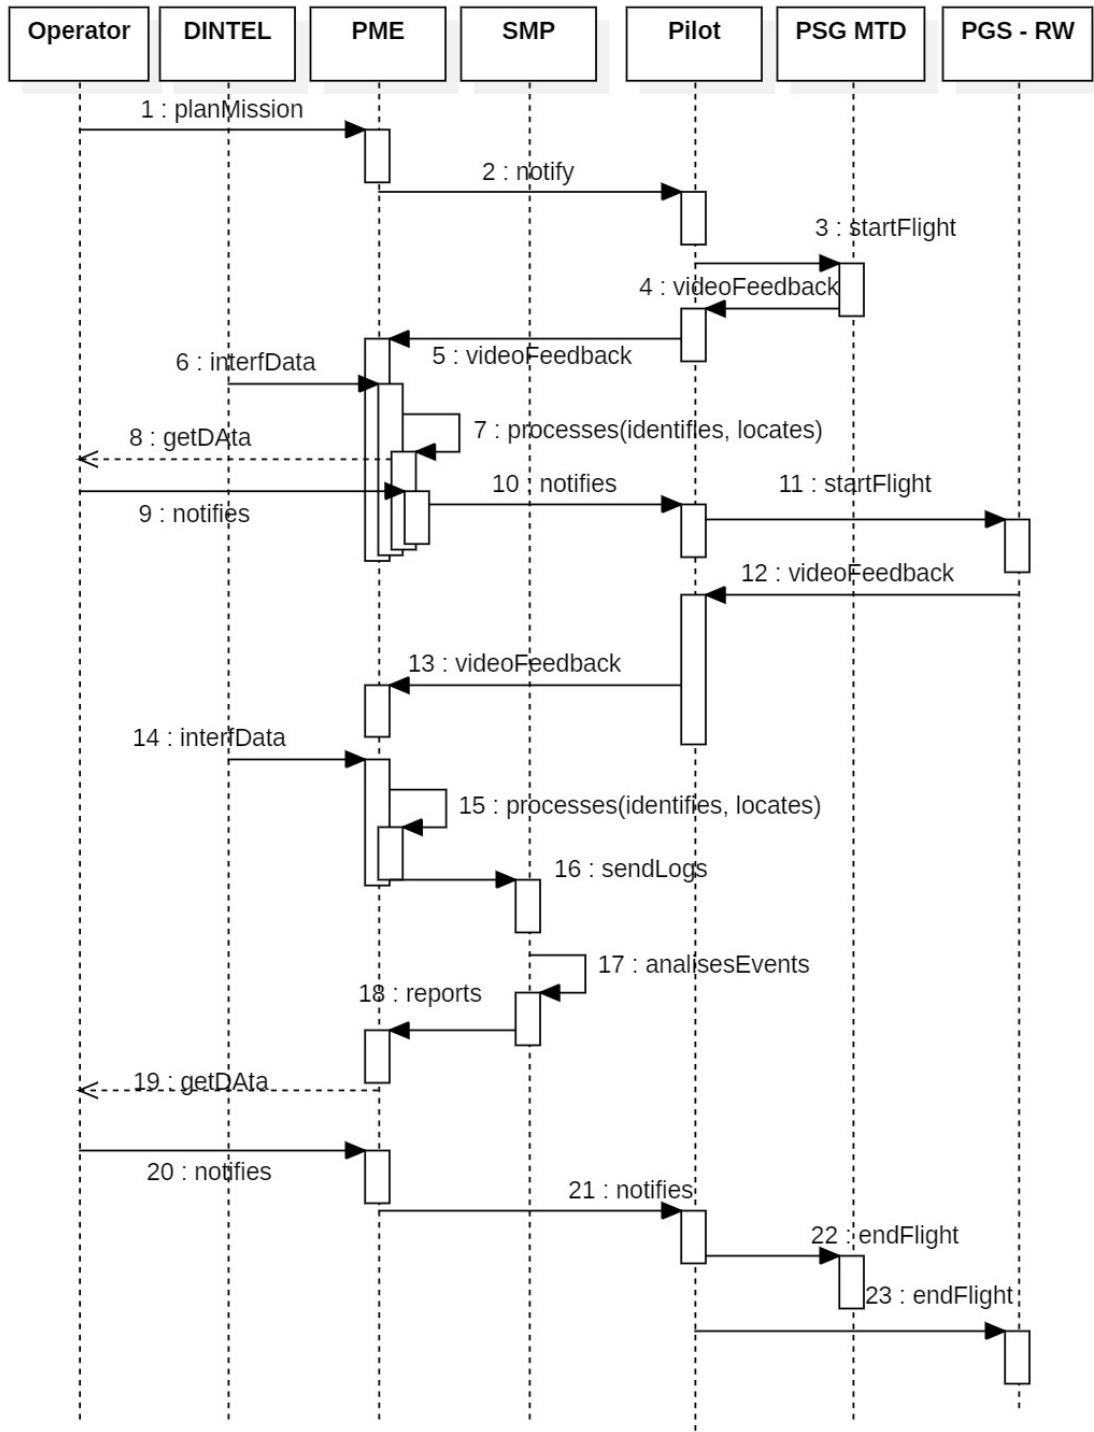 Operator
DINTEL
PME
SMP
Pilot
PSG MTD
PGS - RW
1 : planMission
2 : notify
3 : startFlight
4 : videoFeedback
5 : videoFeedback
6 : interfData
7 : processes(identifies, locates)
8 : getDAta
9 : notifies
10 : notifies
11 : startFlight
12 : videoFeedback
13 : videoFeedback
14 : interfData
15 : processes(identifies, locates)
16 : sendLogs
17 : analisesEvents
18 : reports
19 : getDAta
20 : notifies
21 : notifies
22 : endFlight
23 : endFlight